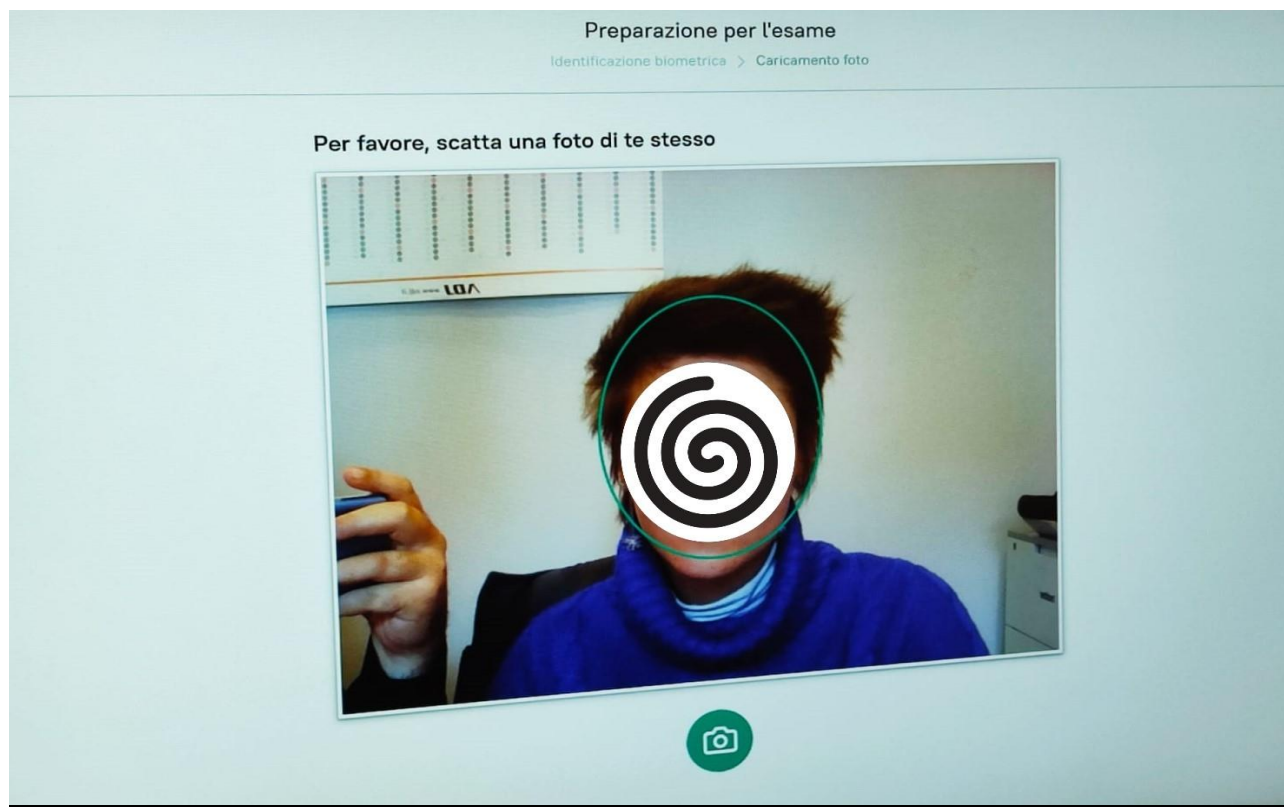 Preparazione per l'esame
Identificazione biometrica > Caricamento foto
Per favore, scatta una foto di te stesso